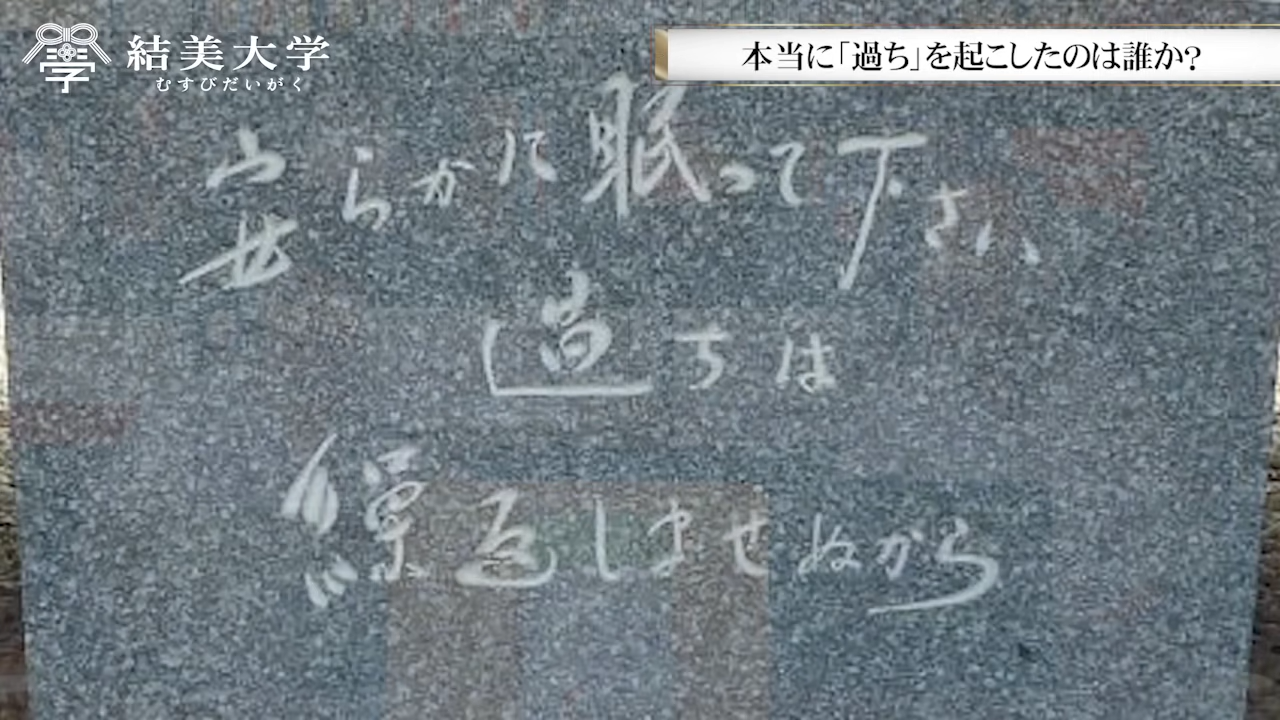 結美大学
むすびだいがく
本当に「過ち」を起こしたのは誰か?
安らかに眠って下さい
過ちは
繰返しませぬから